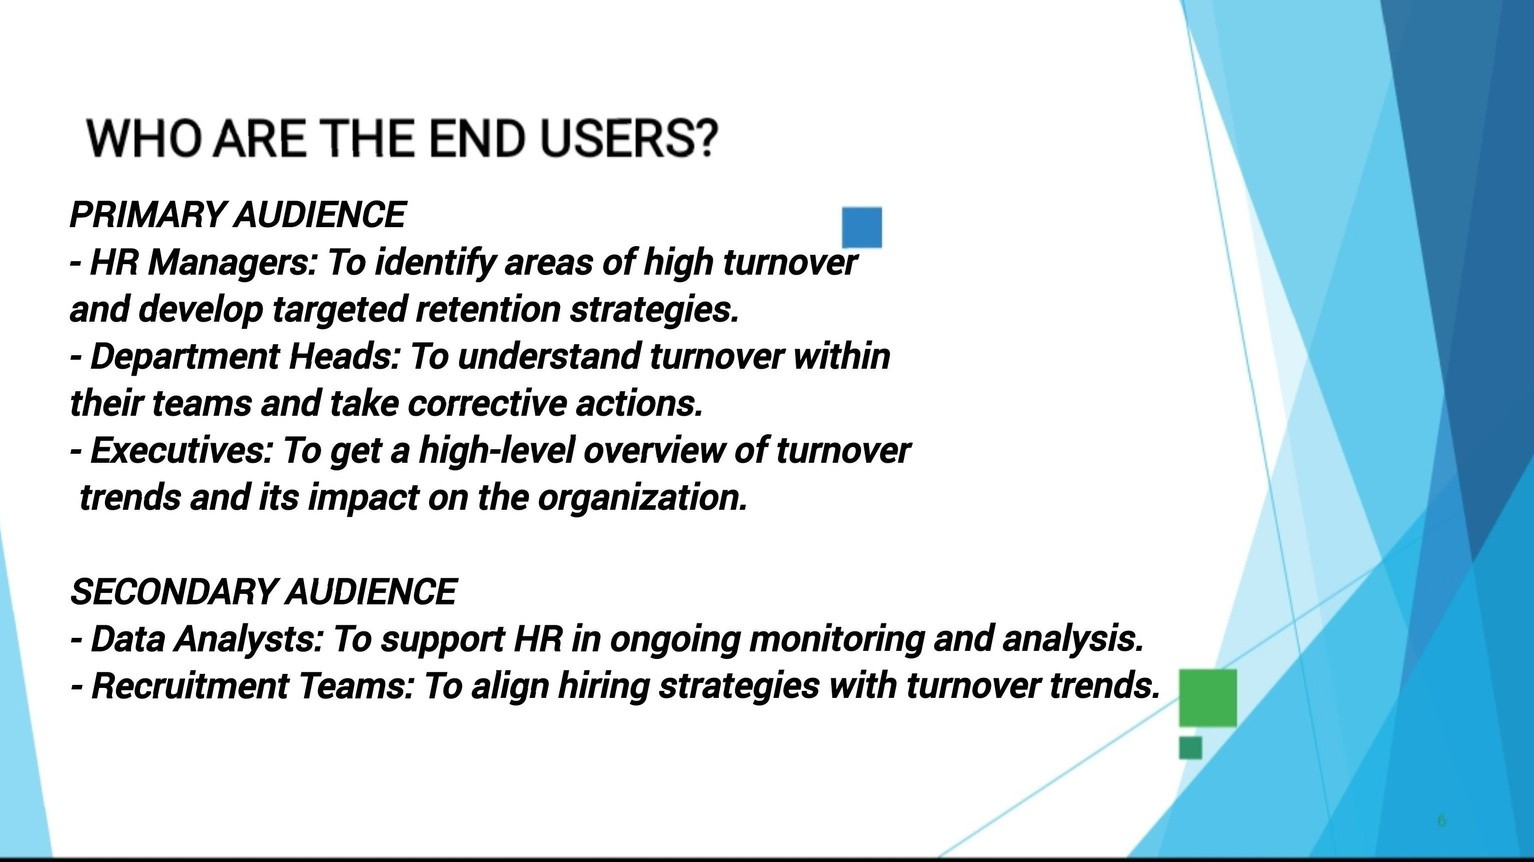 WHO ARE THE END USERS?
PRIMARY AUDIENCE
- HR Managers: To identify areas of high turnover
and develop targeted retention strategies.
- Department Heads: To understand turnover within
their teams and take corrective actions.
- Executives: To get a high-level overview of turnover
trends and its impact on the organization.
SECONDARY AUDIENCE
- Data Analysts: To support HR in ongoing monitoring and analysis.
- Recruitment Teams: To align hiring strategies with turnover trends.
6